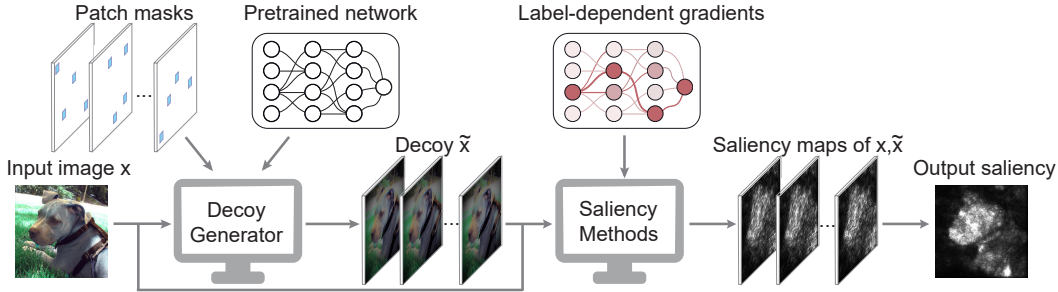 Patch masks
Pretrained network
Label-dependent gradients
Input image x
Decoy x̃
Saliency maps of x,x̃
Output saliency
Decoy
Generator
Saliency
Methods
...
...
...